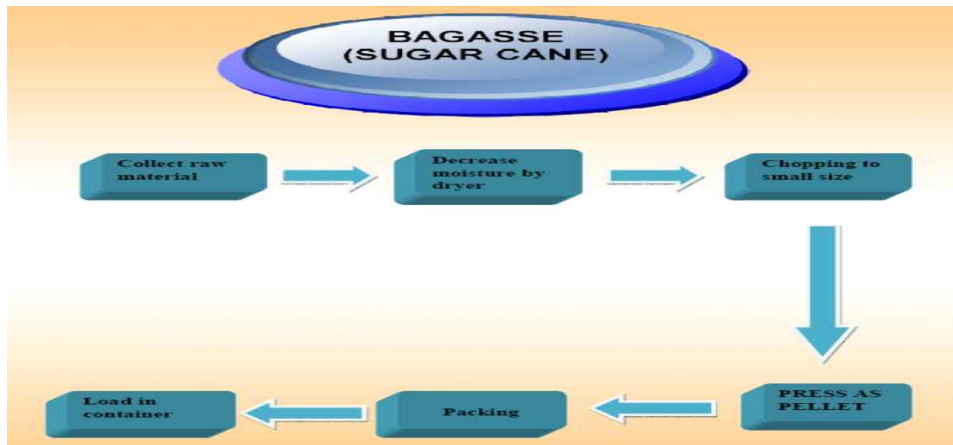 BAGASSE
(SUGAR CANE)
Collect raw
material
Decrease
moisture by
dryer
Chopping to
small size
PRESS AS
PELLET
Packing
Load in
container